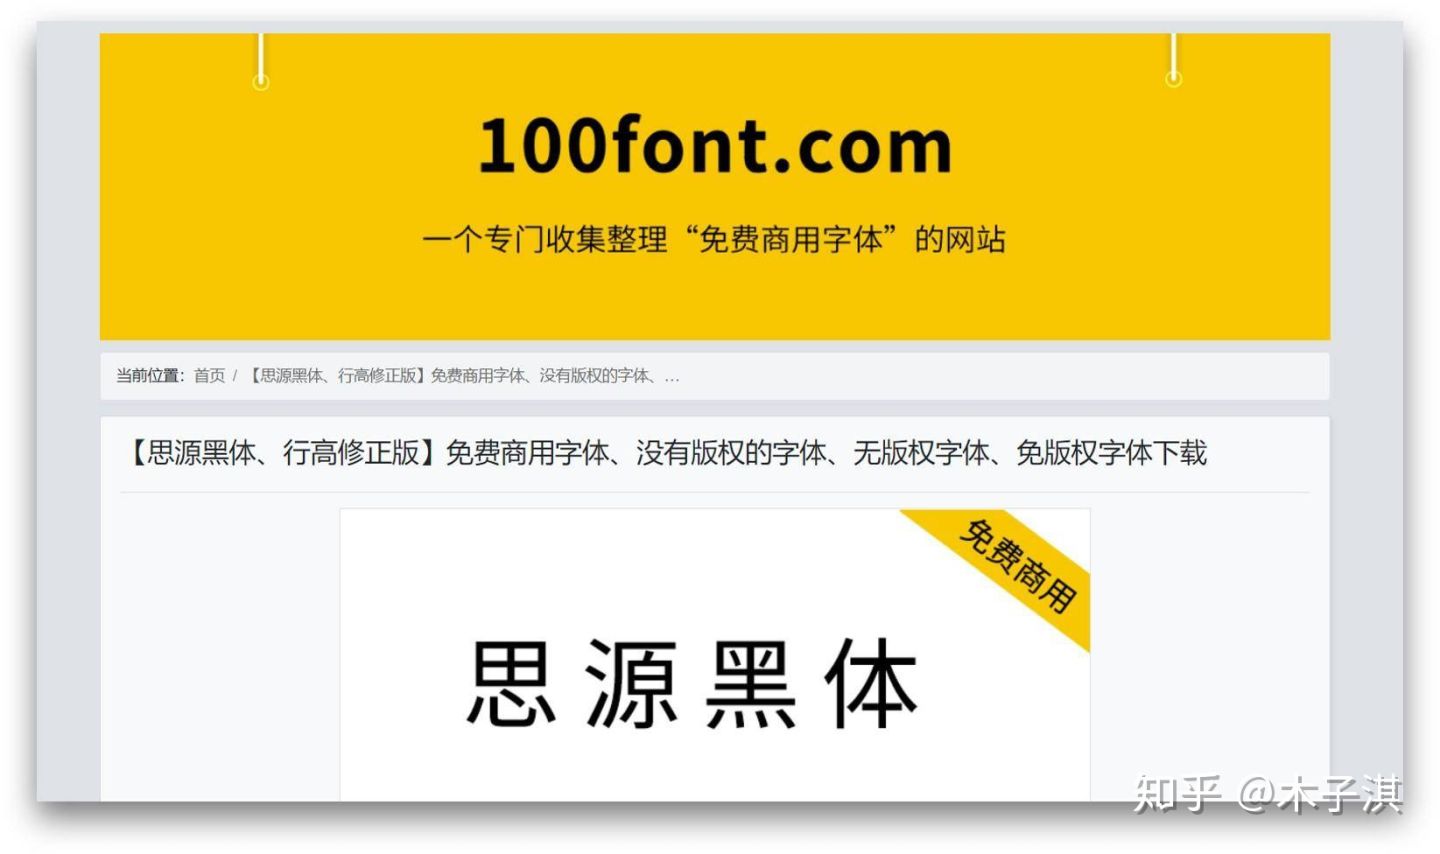 100font.com
一个专门收集整理“免费商用字体”的网站
当前位置：首页 / 【思源黑体、行高修正版】免费商用字体、没有版权的字体、…
【思源黑体、行高修正版】免费商用字体、没有版权的字体、无版权字体、免版权字体下载
免费商用
思源黑体
知乎 @木子淇